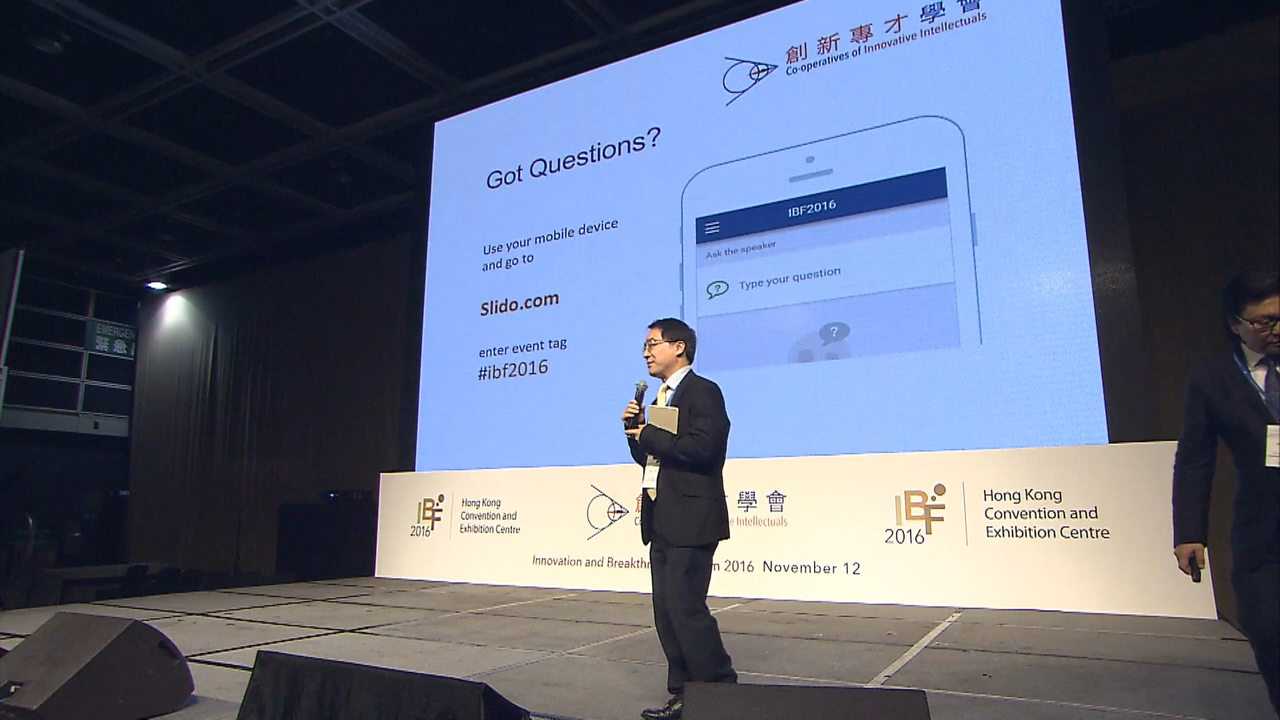 創新專才學會
Co-operatives of Innovative Intellectuals
Got Questions?
Use your mobile device
and go to
Slido.com
enter event tag
#ibf2016
IBF2016
Ask the speaker
Type your question
?
?
EMERGEN
緊急
IBF
2016
Hong Kong
Convention and
Exhibition Centre
學會
Intellectuals
IBF
2016
Hong Kong
Convention and
Exhibition Centre
Innovation and 2016 November 12